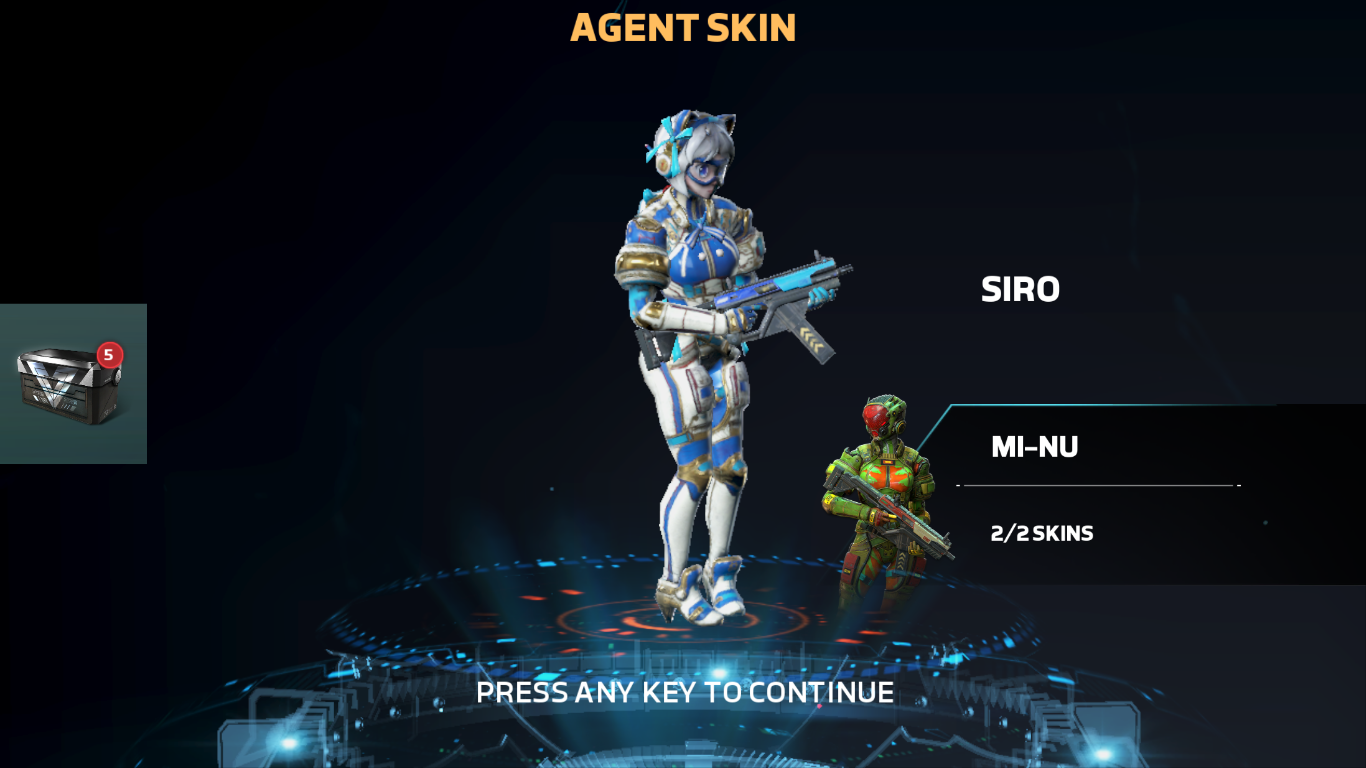 AGENT SKIN
SIRO
5
MI-NU
2/2 SKINS
PRESS ANY KEY TO CONTINUE